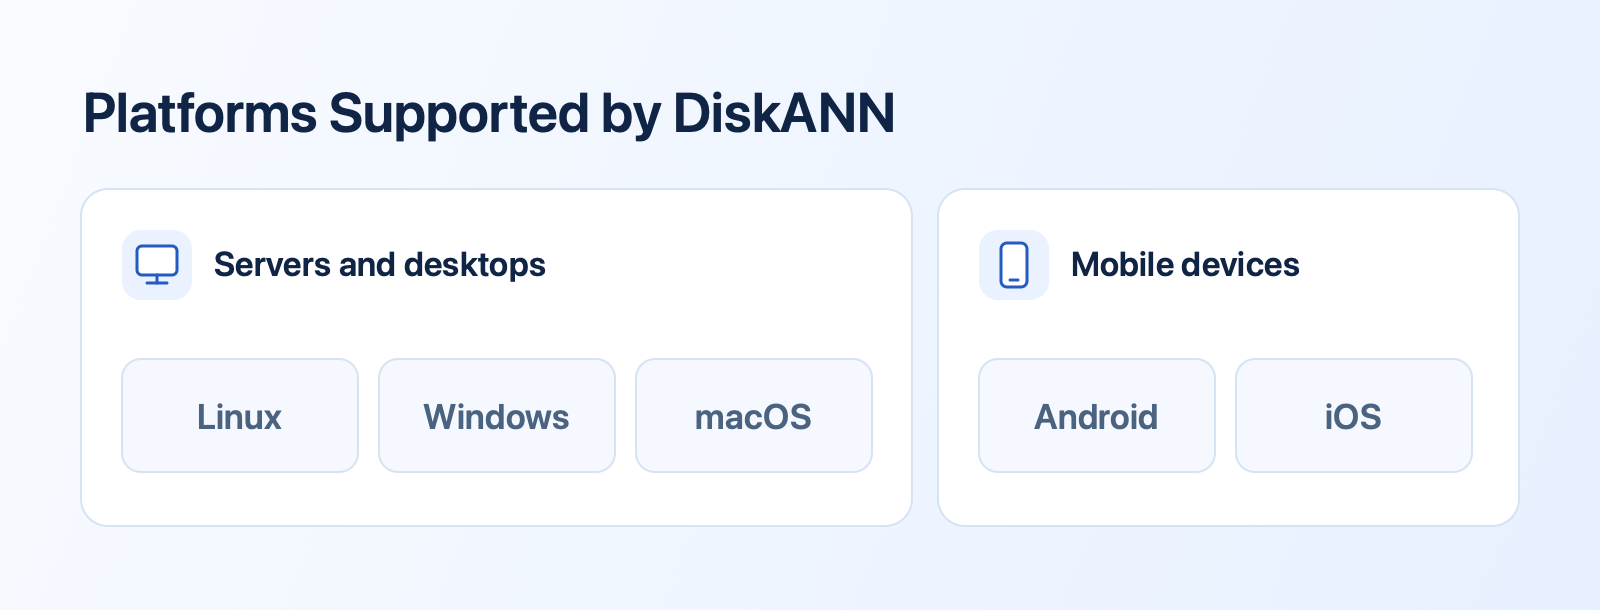 Platforms Supported by DiskANN
Servers and desktops
Linux
Windows
macOS
Mobile devices
Android
iOS